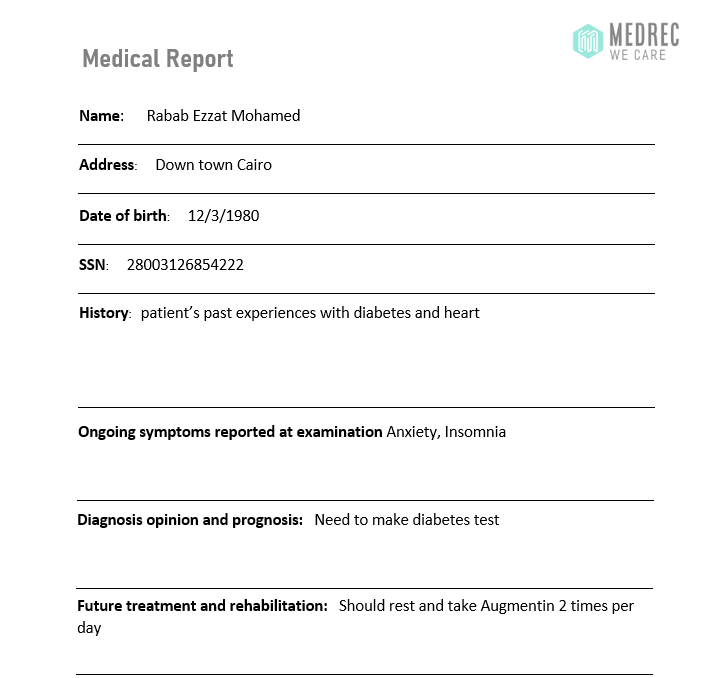 MEDREC
WE CARE
Medical Report
Name: Rabab Ezzat Mohamed
Address: Down town Cairo
Date of birth: 12/3/1980
SSN: 28003126854222
History: patient’s past experiences with diabetes and heart
Ongoing symptoms reported at examination Anxiety, Insomnia
Diagnosis opinion and prognosis: Need to make diabetes test
Future treatment and rehabilitation: Should rest and take Augmentin 2 times per
day